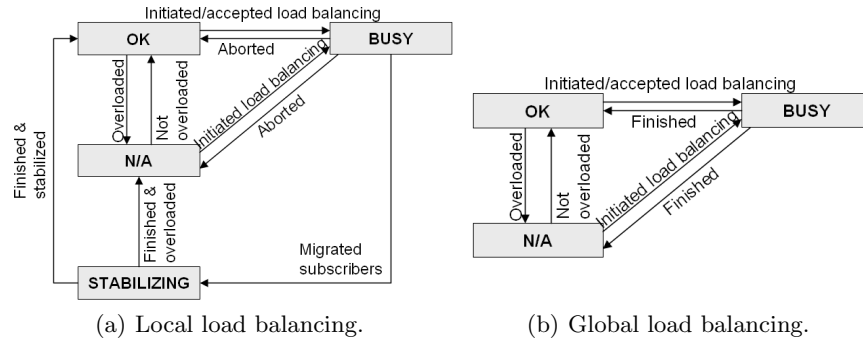 Initiated/accepted load balancing
OK
BUSY
Aborted
Overloaded
Not
overloaded
Initiated load balancing
Aborted
N/A
Finished &
stabilized
Finished &
overloaded
Migrated
subscribers
STABILIZING
(a) Local load balancing.
Initiated/accepted load balancing
OK
BUSY
Finished
Overloaded
Not
overloaded
Initiated load balancing
Finished
N/A
(b) Global load balancing.